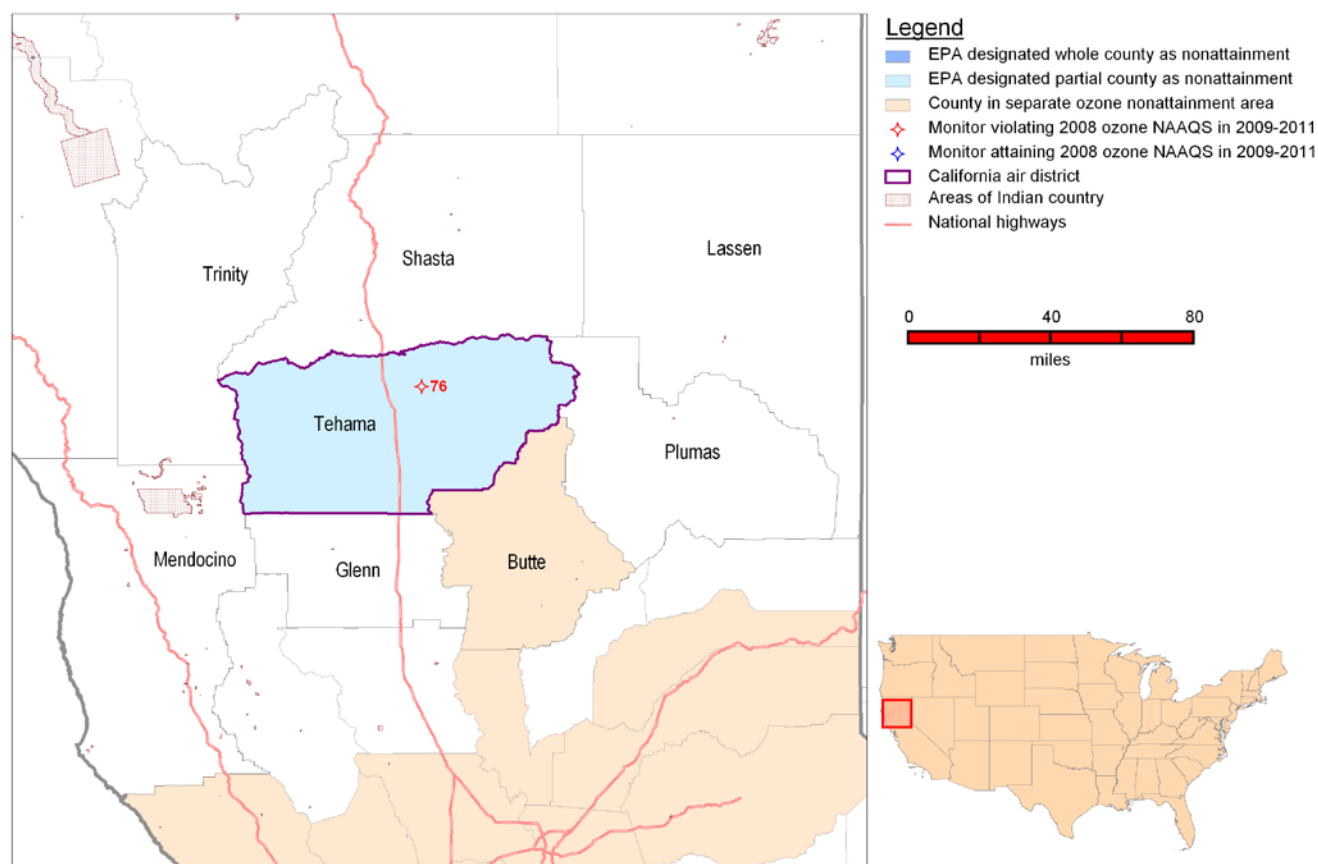 Legend
EPA designated whole county as nonattainment
EPA designated partial county as nonattainment
County in separate ozone nonattainment area
Monitor violating 2008 ozone NAAQS in 2009-2011
Monitor attaining 2008 ozone NAAQS in 2009-2011
California air district
Areas of Indian country
National highways
0 40 80
miles
Trinity
Shasta
Lassen
76
Tehama
Plumas
Mendocino
Glenn
Butte